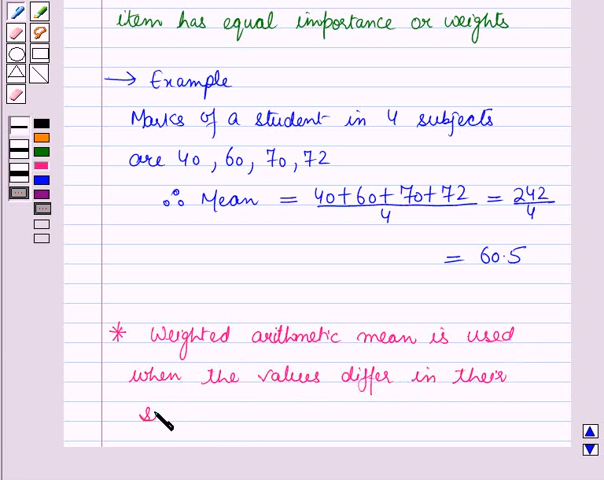 item has equal importance or weights
→ Example
Marks of a student in 4 subjects
are 40, 60, 70, 72
∴ Mean = 40+60+70+72/4 = 242/4
= 60.5
* Weighted arithmetic mean is used
when the values differ in their
s